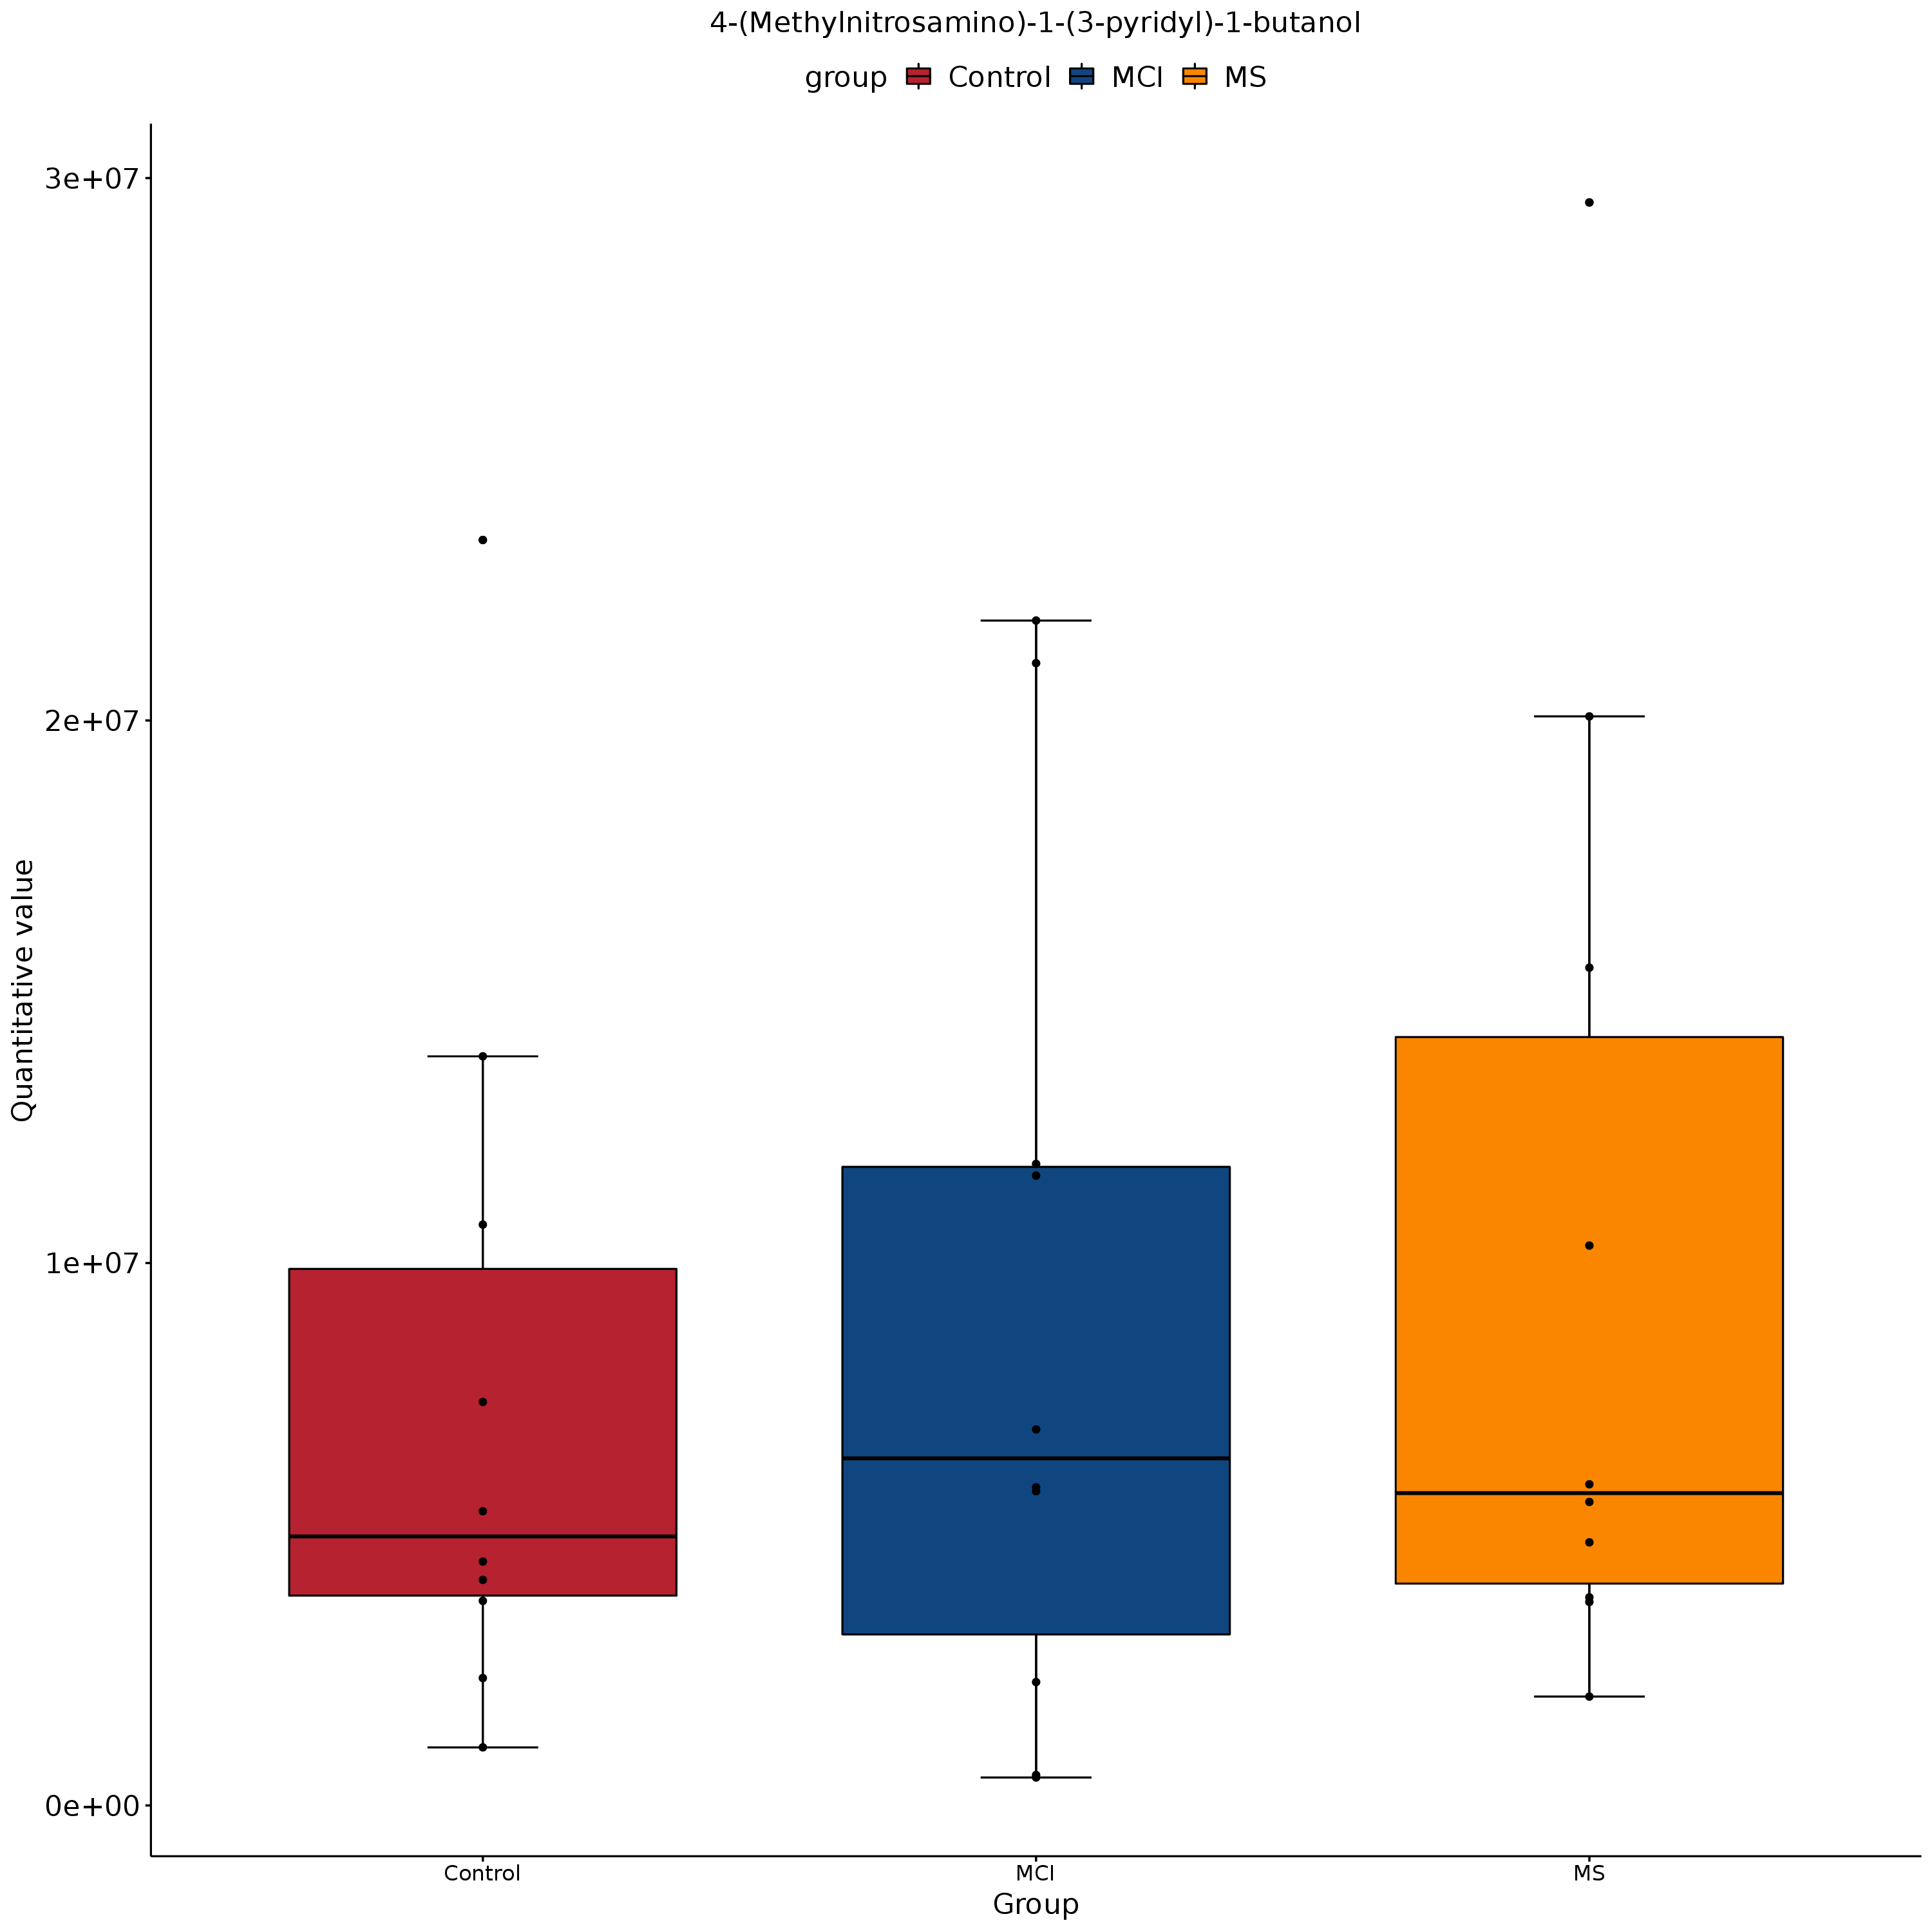 4-(Methylnitrosamino)-1-(3-pyridyl)-1-butanol
group Control MCI MS
3e+07
2e+07
1e+07
0e+00
Quantitative value
Control MCI MS
Group